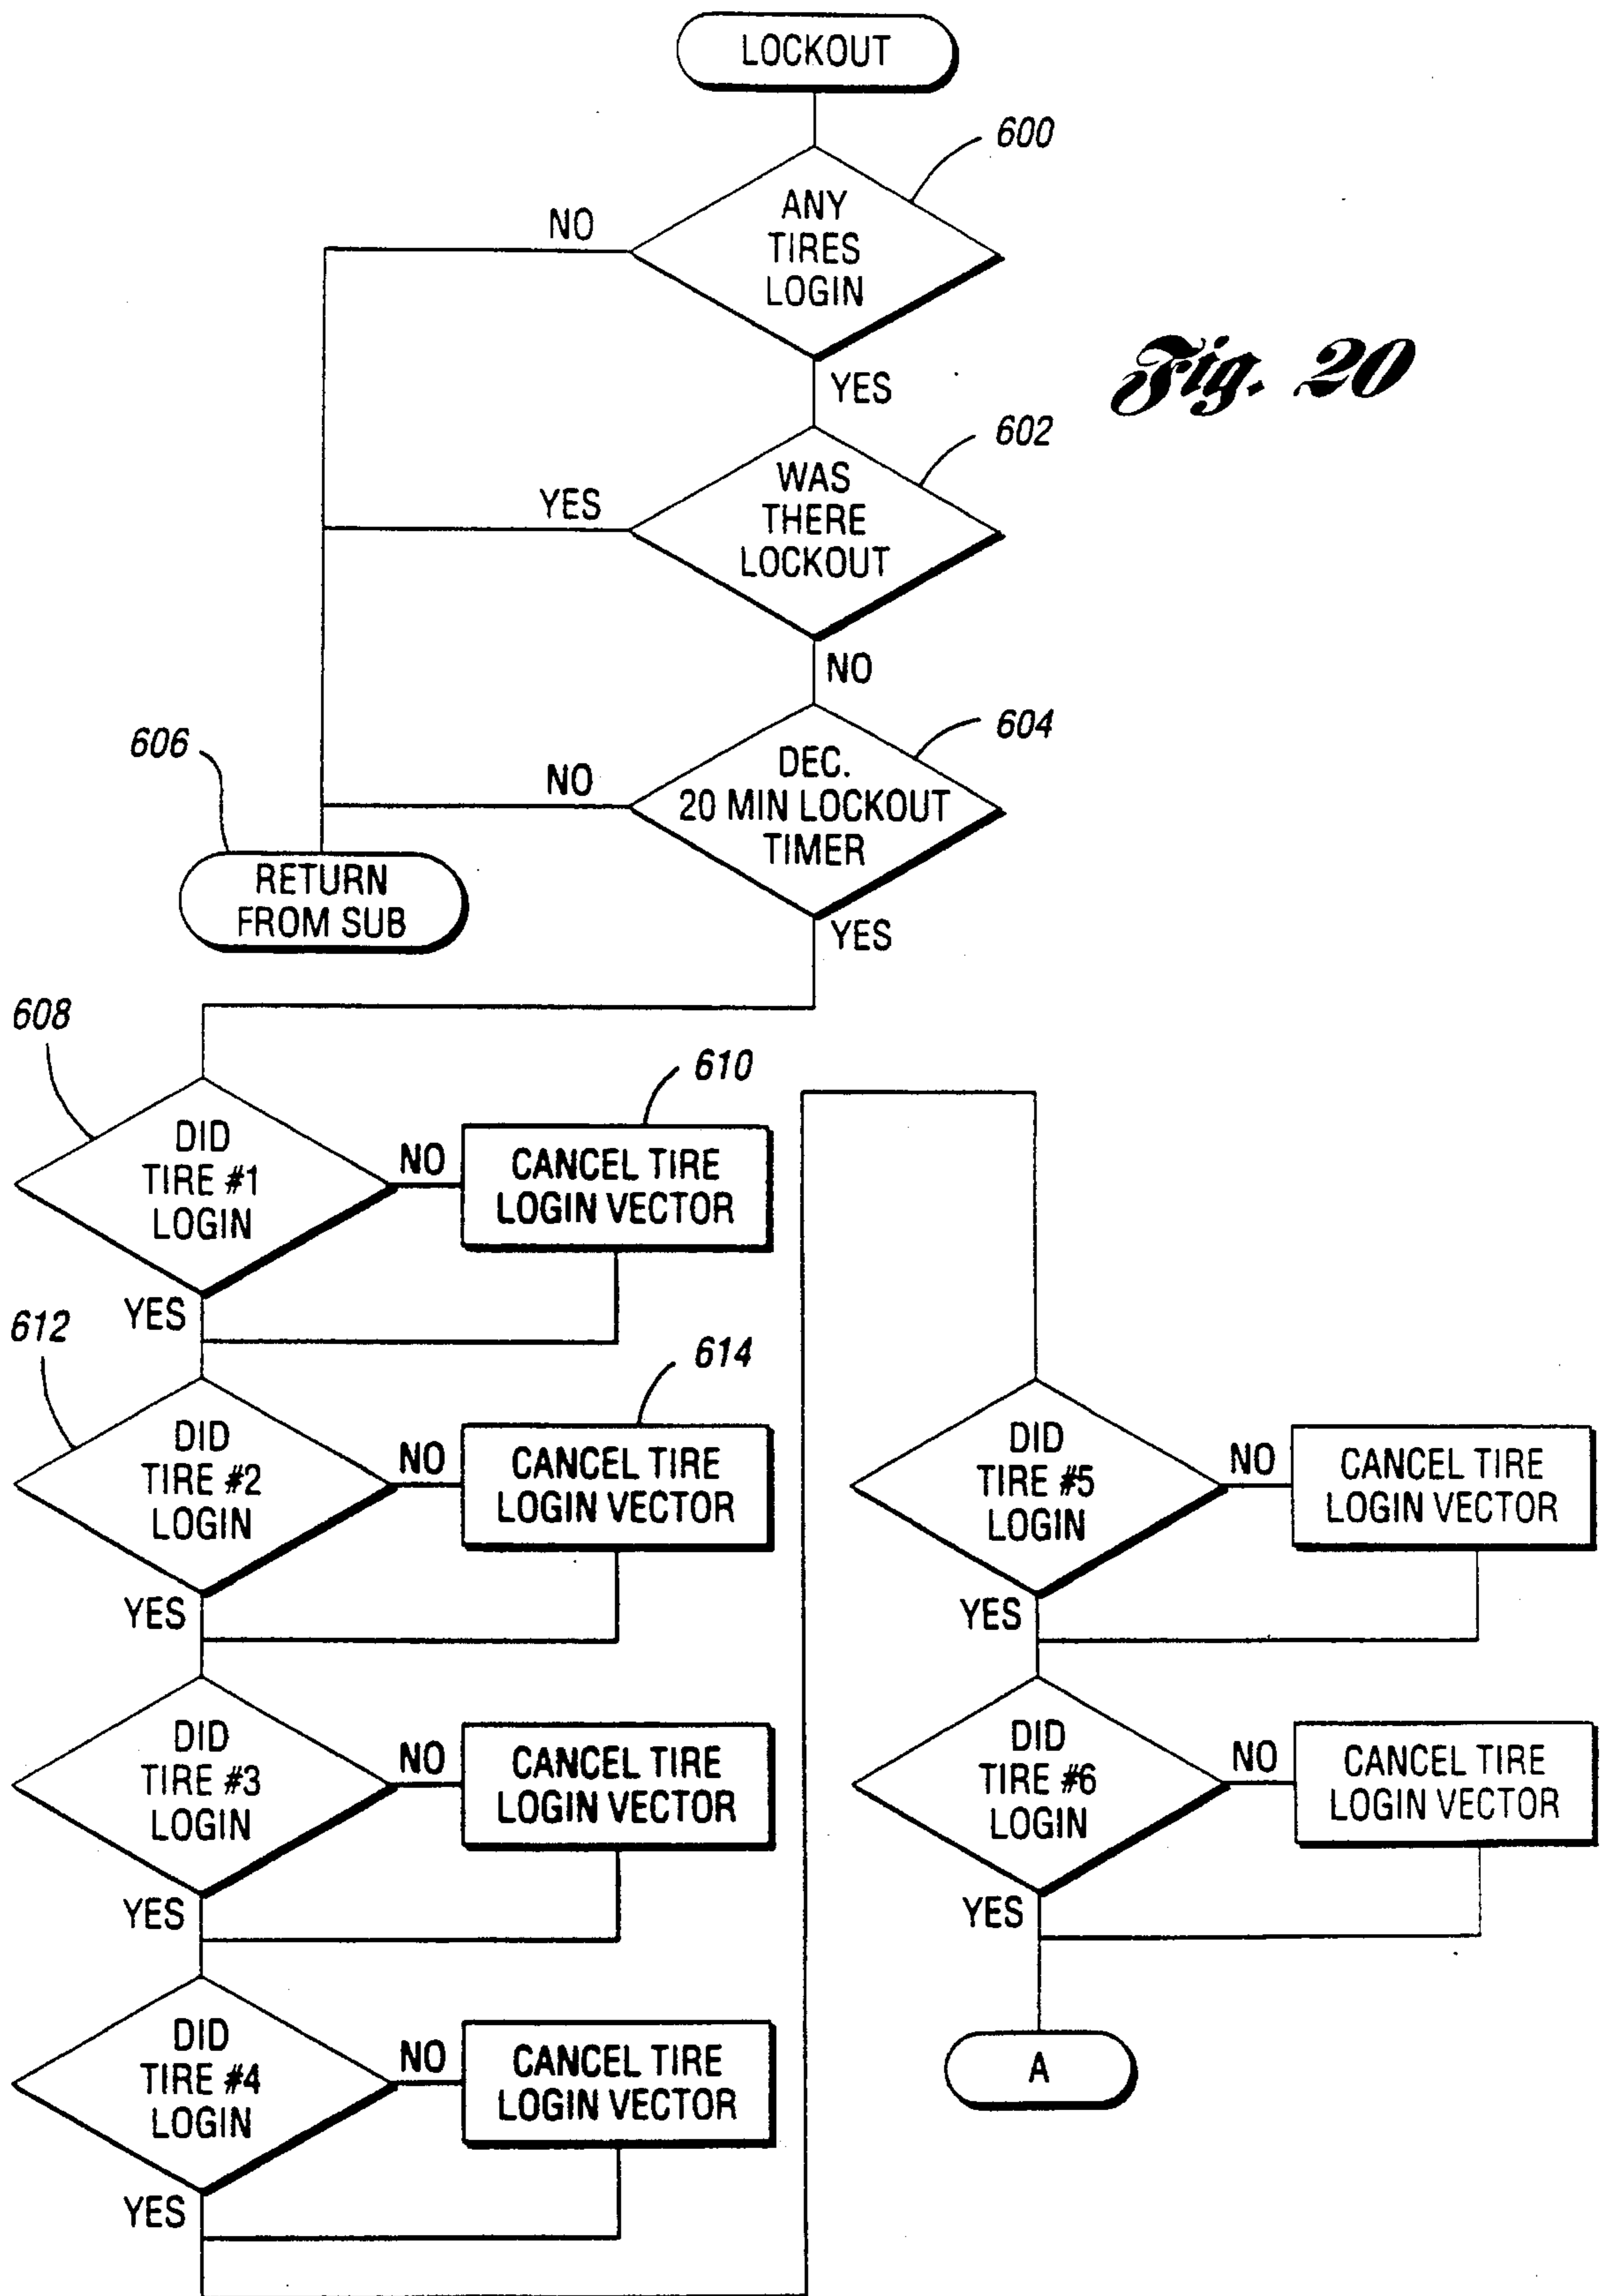 LOCKOUT
600
ANY
TIRES
LOGIN
NO
YES
Fig. 20
602
WAS
THERE
LOCKOUT
YES
NO
604
DEC.
20 MIN LOCKOUT
TIMER
NO
YES
606
RETURN
FROM SUB
608
DID
TIRE #1
LOGIN
NO
610
CANCEL TIRE
LOGIN VECTOR
YES
612
DID
TIRE #2
LOGIN
NO
614
CANCEL TIRE
LOGIN VECTOR
YES
DID
TIRE #3
LOGIN
NO
CANCEL TIRE
LOGIN VECTOR
YES
DID
TIRE #4
LOGIN
NO
CANCEL TIRE
LOGIN VECTOR
YES
DID
TIRE #5
LOGIN
NO
CANCEL TIRE
LOGIN VECTOR
YES
DID
TIRE #6
LOGIN
NO
CANCEL TIRE
LOGIN VECTOR
YES
A